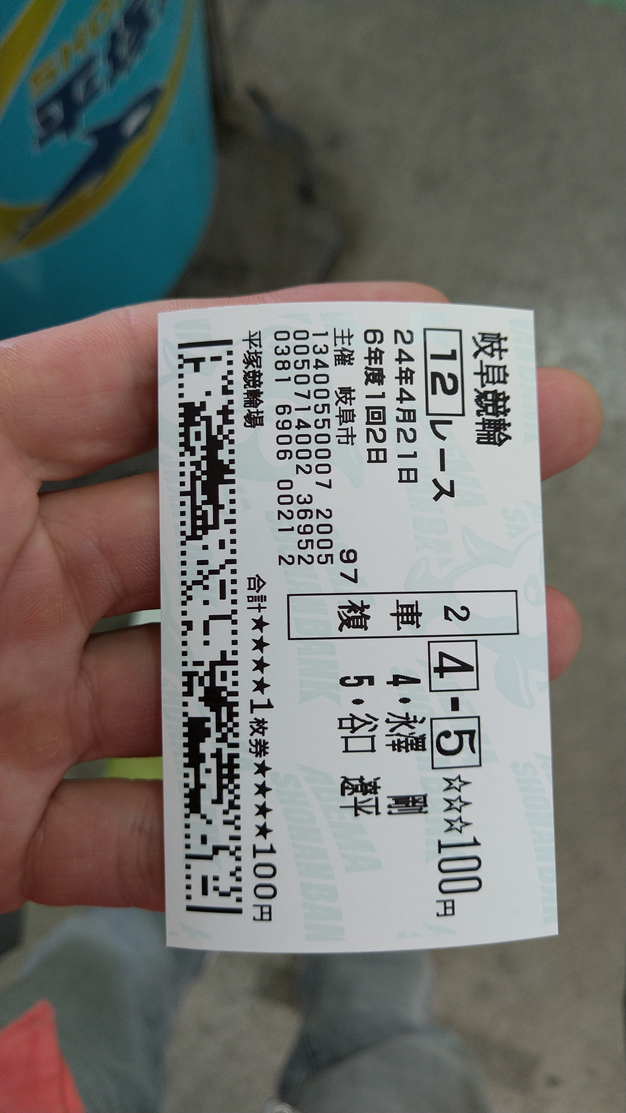 岐阜競輪
12レース
24年4月21日
6年度1回2日
主催 岐阜市
13400550007 2005
0050714002 36952
0381 6906 0021 2
平塚競輪場
97
2
車
複
4-5 ☆☆☆100円
4・永澤 剛
5・谷口 遼平
合計★★★★1枚券★★★★100円